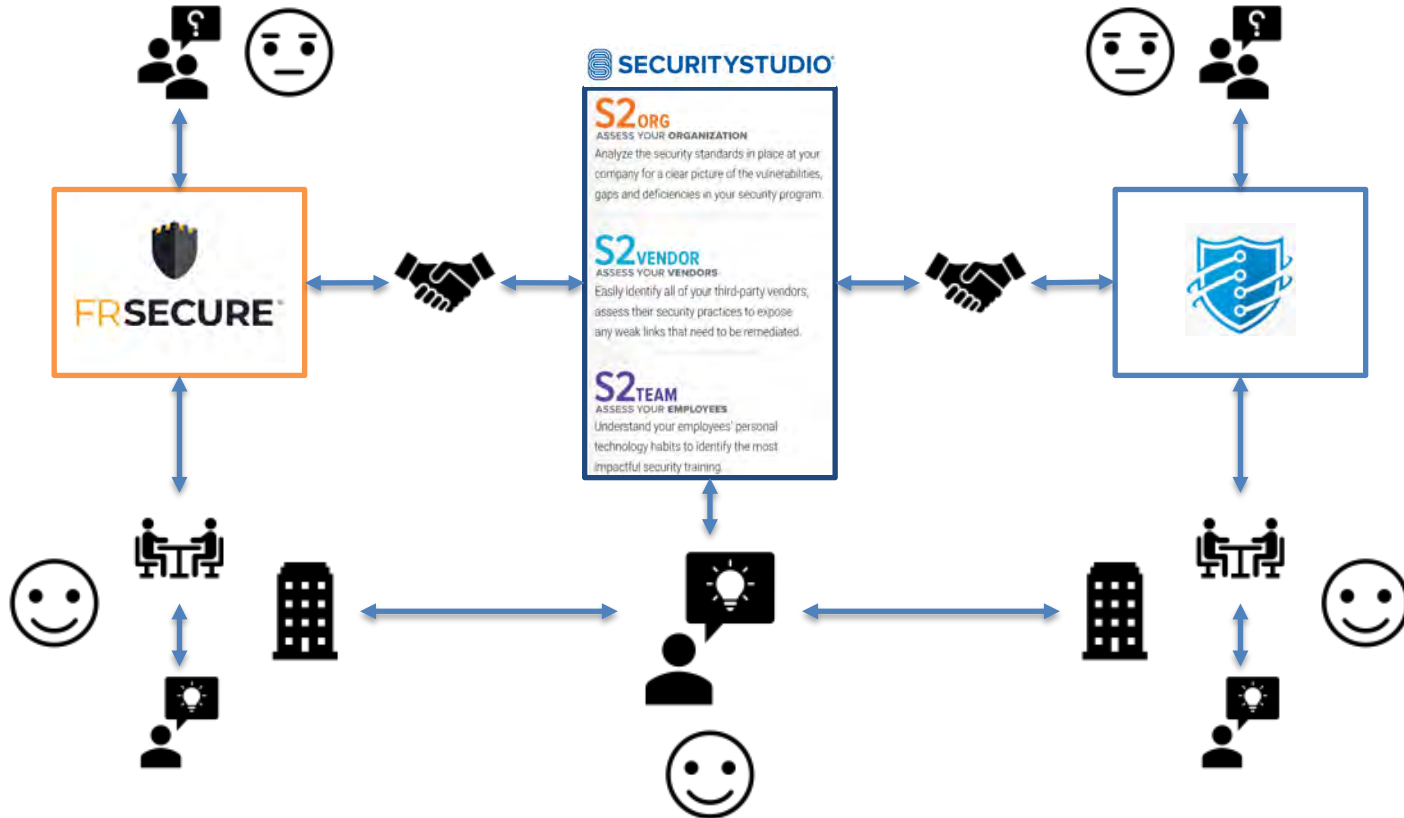 SECURITYSTUDIO
S2ORG
ASSESS YOUR ORGANIZATION
Analyze the security standards in place at your
company for a clear picture of the vulnerabilities,
gaps and deficiencies in your security program.
S2VENDOR
ASSESS YOUR VENDORS
Easily identify all of your third-party vendors,
assess their security practices to expose
any weak links that need to be remediated.
S2TEAM
ASSESS YOUR EMPLOYEES
Understand your employees' personal
technology habits to identify the most
impactful security training.
FRSECURE
?
?